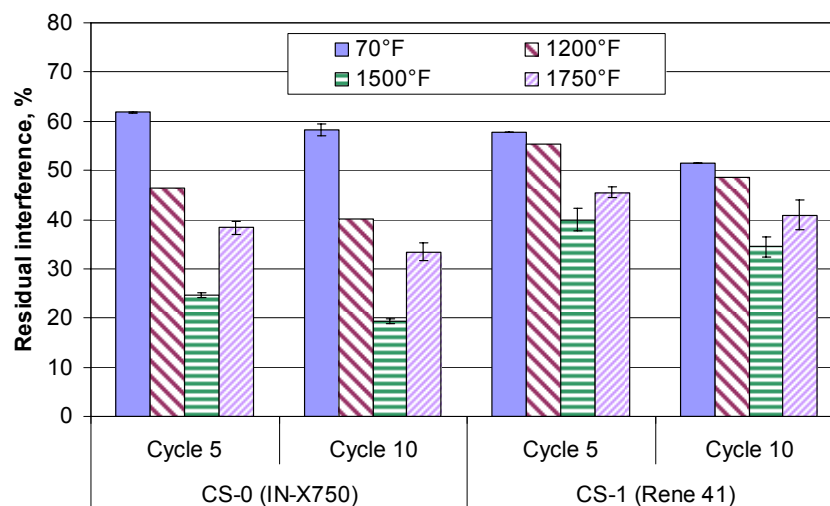 80
70
60
50
40
30
20
10
0
Residual interference, %
70°F
1200°F
1500°F
1750°F
Cycle 5
Cycle 10
Cycle 5
Cycle 10
CS-0 (IN-X750)
CS-1 (Rene 41)